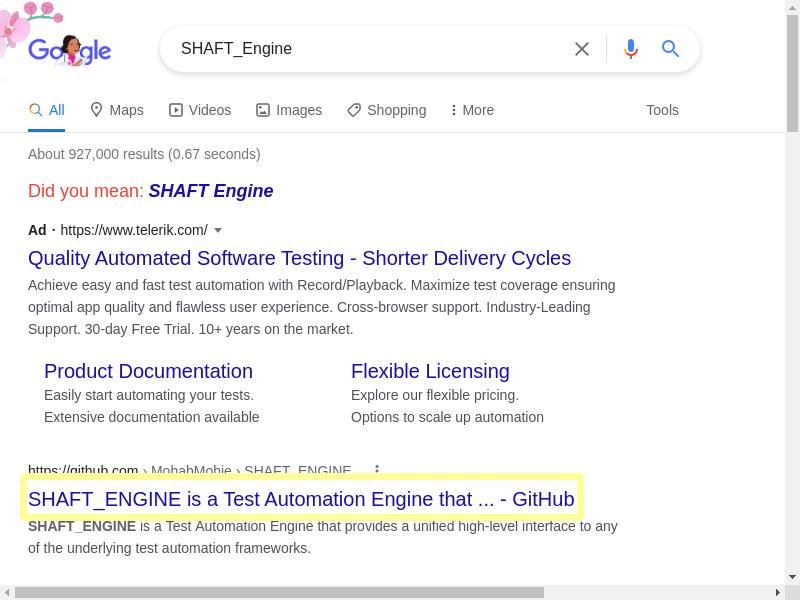 Google
SHAFT_Engine
All Maps Videos Images Shopping More Tools
About 927,000 results (0.67 seconds)
Did you mean: SHAFT Engine
Ad · https://www.telerik.com/
Quality Automated Software Testing - Shorter Delivery Cycles
Achieve easy and fast test automation with Record/Playback. Maximize test coverage ensuring
optimal app quality and flawless user experience. Cross-browser support. Industry-Leading
Support. 30-day Free Trial. 10+ years on the market.
Product Documentation
Easily start automating your tests.
Extensive documentation available
Flexible Licensing
Explore our flexible pricing.
Options to scale up automation
https://github.com › MohabMohie › SHAFT_ENGINE
SHAFT_ENGINE is a Test Automation Engine that ... - GitHub
SHAFT_ENGINE is a Test Automation Engine that provides a unified high-level interface to any
of the underlying test automation frameworks.